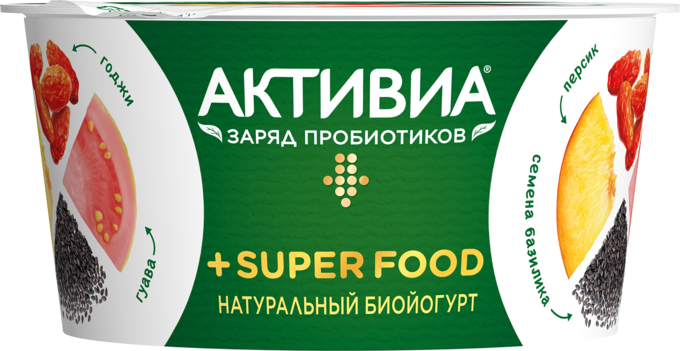 годжи
гуава
АКТИВИА®
ЗАРЯД ПРОБИОТИКОВ
+ SUPER FOOD
НАТУРАЛЬНЫЙ БИОЙОГУРТ
персик
семена базилика